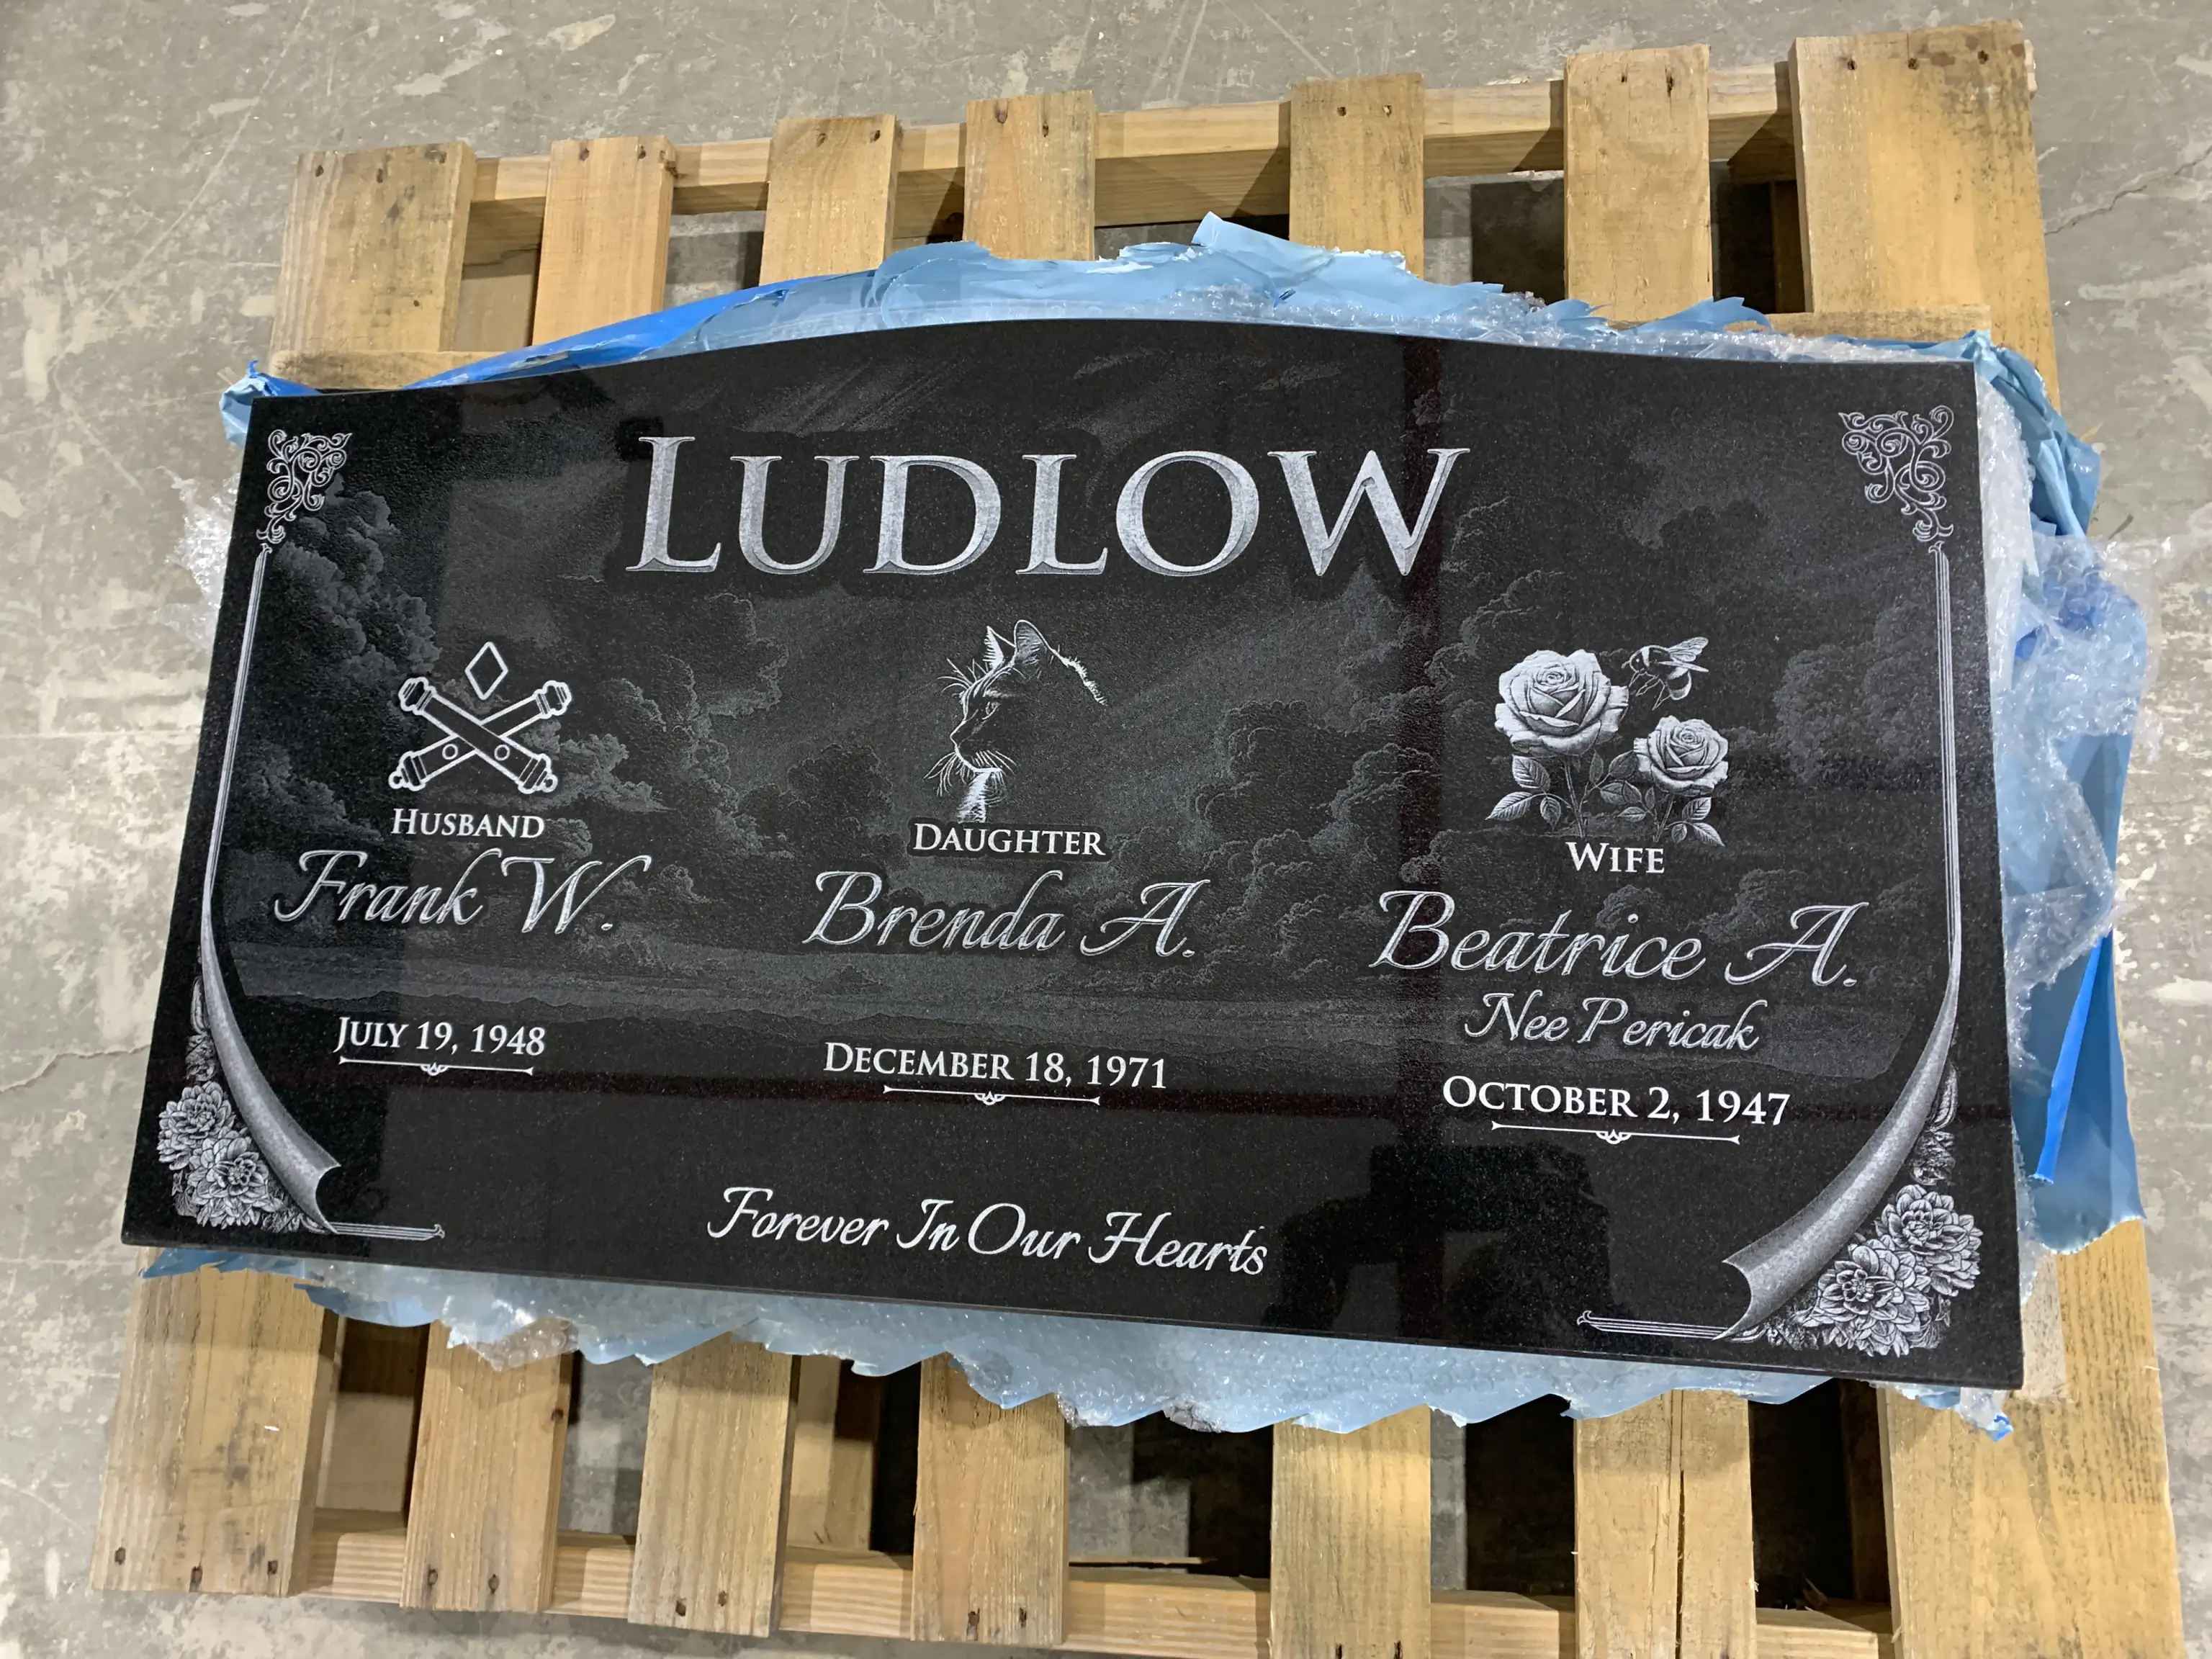 LUDLOW
HUSBAND
Frank W.
JULY 19, 1948
DAUGHTER
Brenda A.
DECEMBER 18, 1971
WIFE
Beatrice A.
Nee Pericak
OCTOBER 2, 1947
Forever In Our Hearts